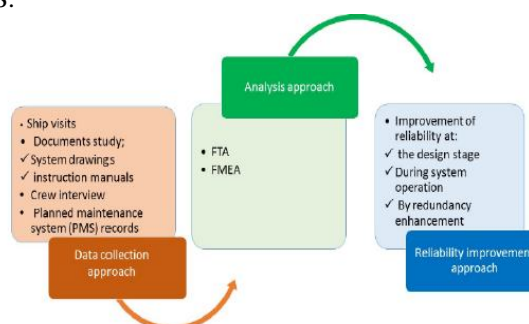 s.
Analysis approach
- Ship visits
• Documents study;
✓ System drawings
✓ instruction manuals
• Crew interview
• Planned maintenance
system (PMS) records
Data collection
approach
• FTA
• FMEA
• Improvement of
reliability at:
✓ the design stage
✓ During system
operation
✓ By redundancy
enhancement
Reliability improvement
approach